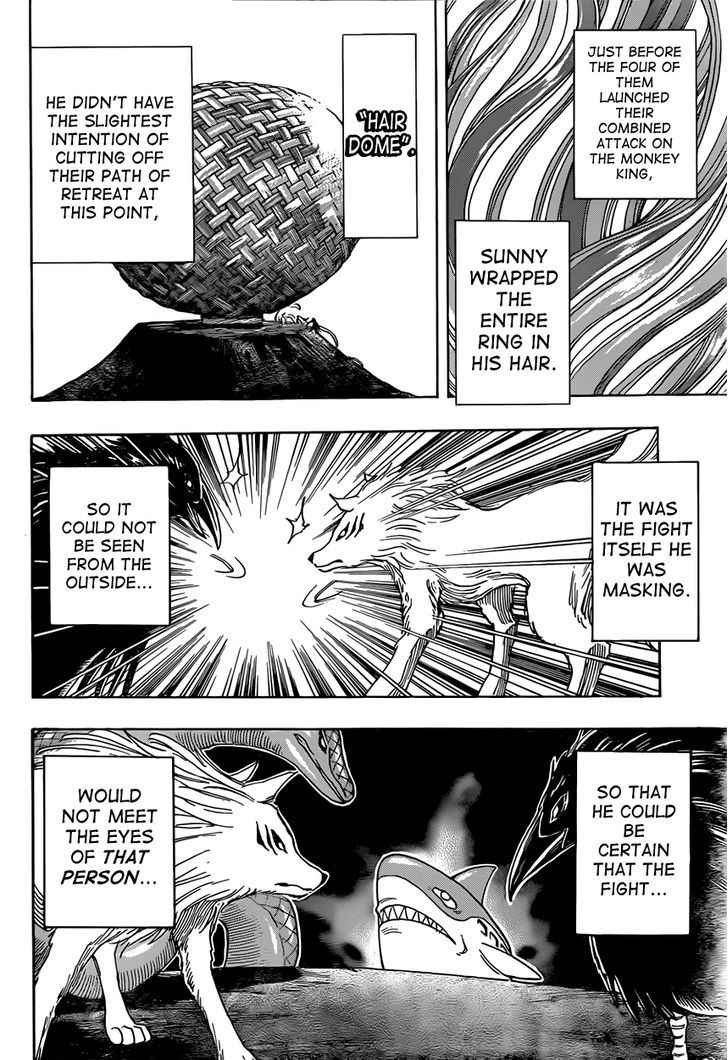 JUST BEFORE
THE FOUR OF
THEM
LAUNCHED
THEIR
COMBINED
ATTACK ON
THE MONKEY
KING,
SUNNY
WRAPPED
THE
ENTIRE
RING IN
HIS HAIR.
"HAIR
DOME".
HE DIDN'T HAVE
THE SLIGHTEST
INTENTION OF
CUTTING OFF
THEIR PATH OF
RETREAT AT
THIS POINT,
IT WAS
THE FIGHT
ITSELF HE
WAS
MASKING.
SO IT
COULD NOT
BE SEEN
FROM THE
OUTSIDE...
SO THAT
HE COULD
BE
CERTAIN
THAT THE
FIGHT...
WOULD
NOT MEET
THE EYES
OF THAT
PERSON...